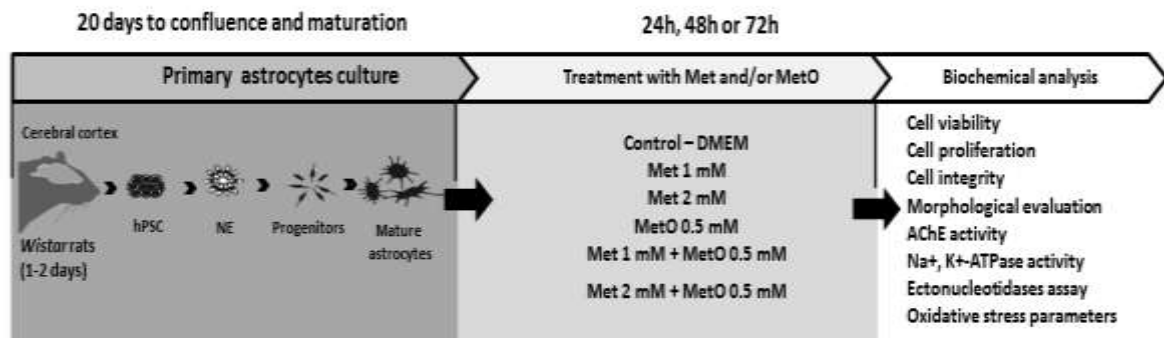 20 days to confluence and maturation
24h, 48h or 72h
Primary astrocytes culture
Treatment with Met and/or MetO
Biochemical analysis
Cerebral cortex
hPSC
NE
Progenitors
Mature
astrocytes
Wistar rats
(1-2 days)
Control – DMEM
Met 1 mM
Met 2 mM
MetO 0.5 mM
Met 1 mM + MetO 0.5 mM
Met 2 mM + MetO 0.5 mM
Cell viability
Cell proliferation
Cell integrity
Morphological evaluation
AChE activity
Na+, K+-ATPase activity
Ectonucleotidases assay
Oxidative stress parameters